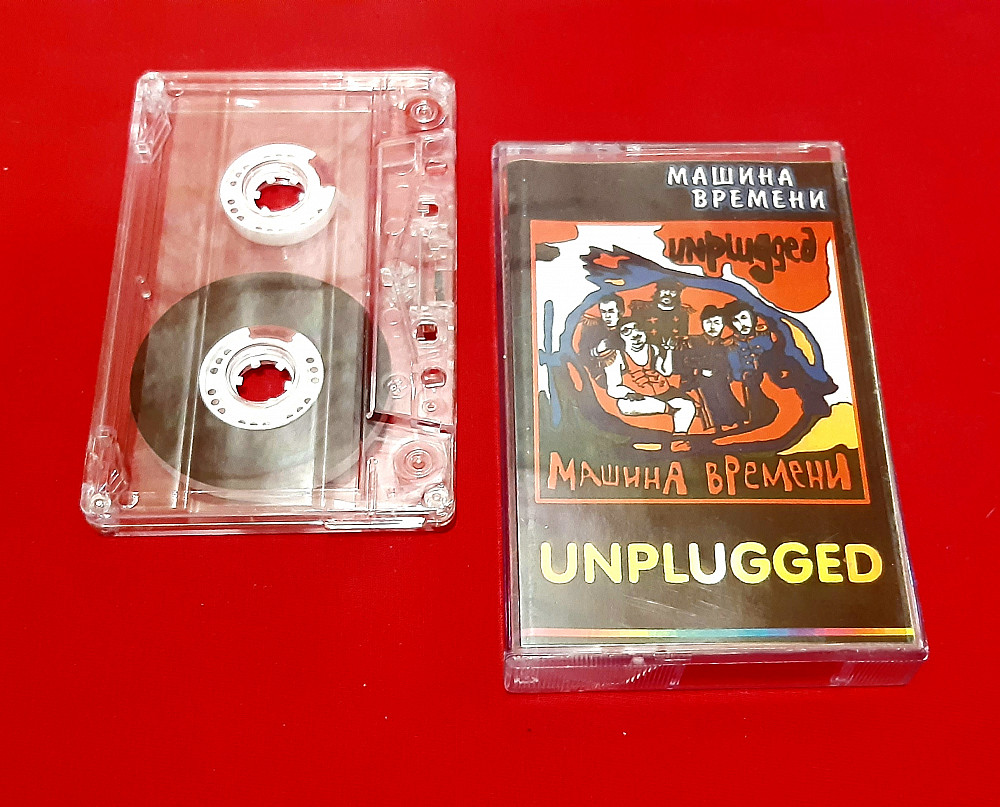 МАШИНА
ВРЕМЕНИ
unplugged
МАШИНА ВРЕМЕНИ
UNPLUGGED